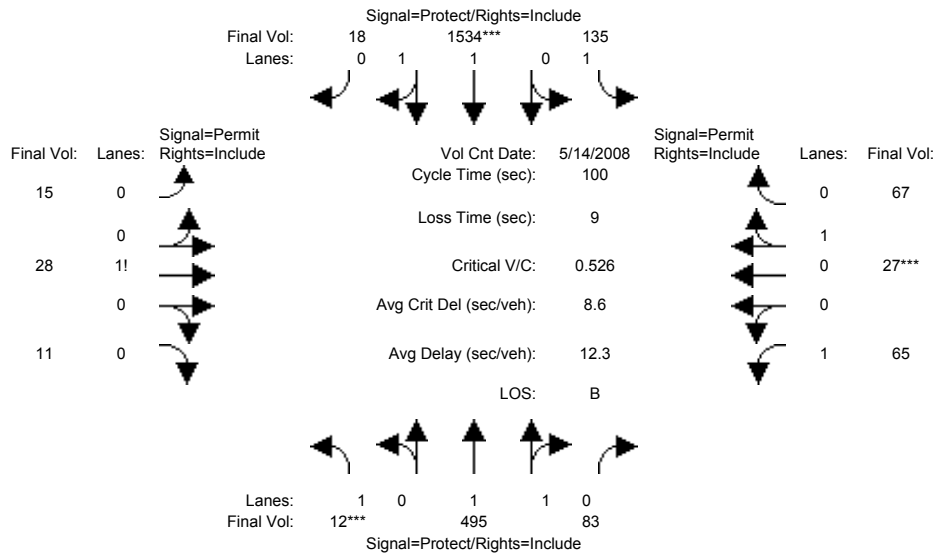 Signal=Protect/Rights=Include
Final Vol: 18 1534*** 135
Lanes: 0 1 1 0 1
Signal=Permit Signal=Permit
Final Vol: Lanes: Rights=Include Vol Cnt Date: 5/14/2008 Rights=Include Lanes: Final Vol:
Cycle Time (sec): 100
15 0 0 67
Loss Time (sec): 9
0 1
28 1! Critical V/C: 0.526 0 27***
0 Avg Crit Del (sec/veh): 8.6 0
11 0 Avg Delay (sec/veh): 12.3 1 65
LOS: B
Lanes: 1 0 1 1 0
Final Vol: 12*** 495 83
Signal=Protect/Rights=Include